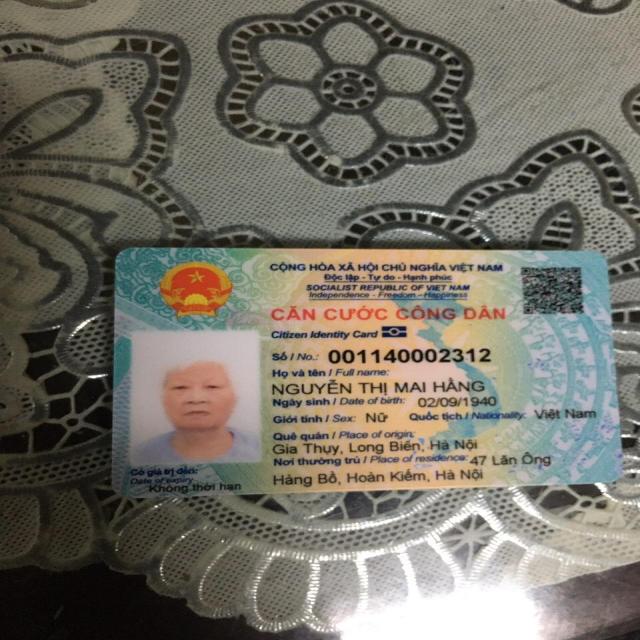 CỘNG HÒA XÃ HỘI CHỦ NGHĨA VIỆT NAM
Độc lập - Tự do - Hạnh phúc
SOCIALIST REPUBLIC OF VIET NAM
Independence - Freedom - Happiness
CĂN CƯỚC CÔNG DÂN
Citizen Identity Card
Số / No.: 001140002312
Họ và tên / Full name:
NGUYỄN THỊ MAI HẰNG
Ngày sinh / Date of birth: 02/09/1940
Giới tính / Sex: Nữ Quốc tịch / Nationality: Việt Nam
Quê quán / Place of origin:
Gia Thụy, Long Biên, Hà Nội
Nơi thường trú / Place of residence: 47 Lãn Ông
Hàng Bồ, Hoàn Kiếm, Hà Nội
Có giá trị đến:
Date of expiry
Không thời hạn